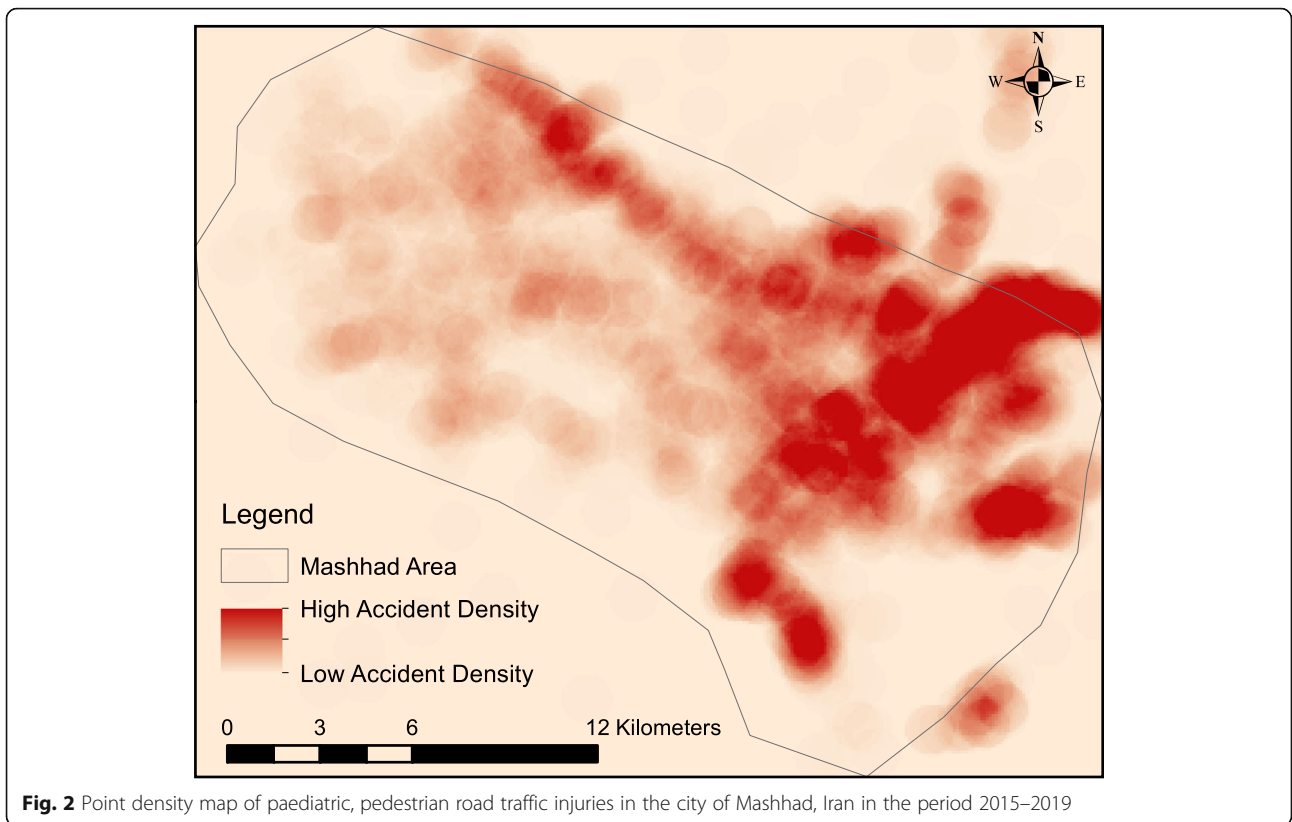 N
W E
S
Legend
Mashhad Area
High Accident Density
Low Accident Density
0 3 6 12 Kilometers
Fig. 2 Point density map of paediatric, pedestrian road traffic injuries in the city of Mashhad, Iran in the period 2015–2019